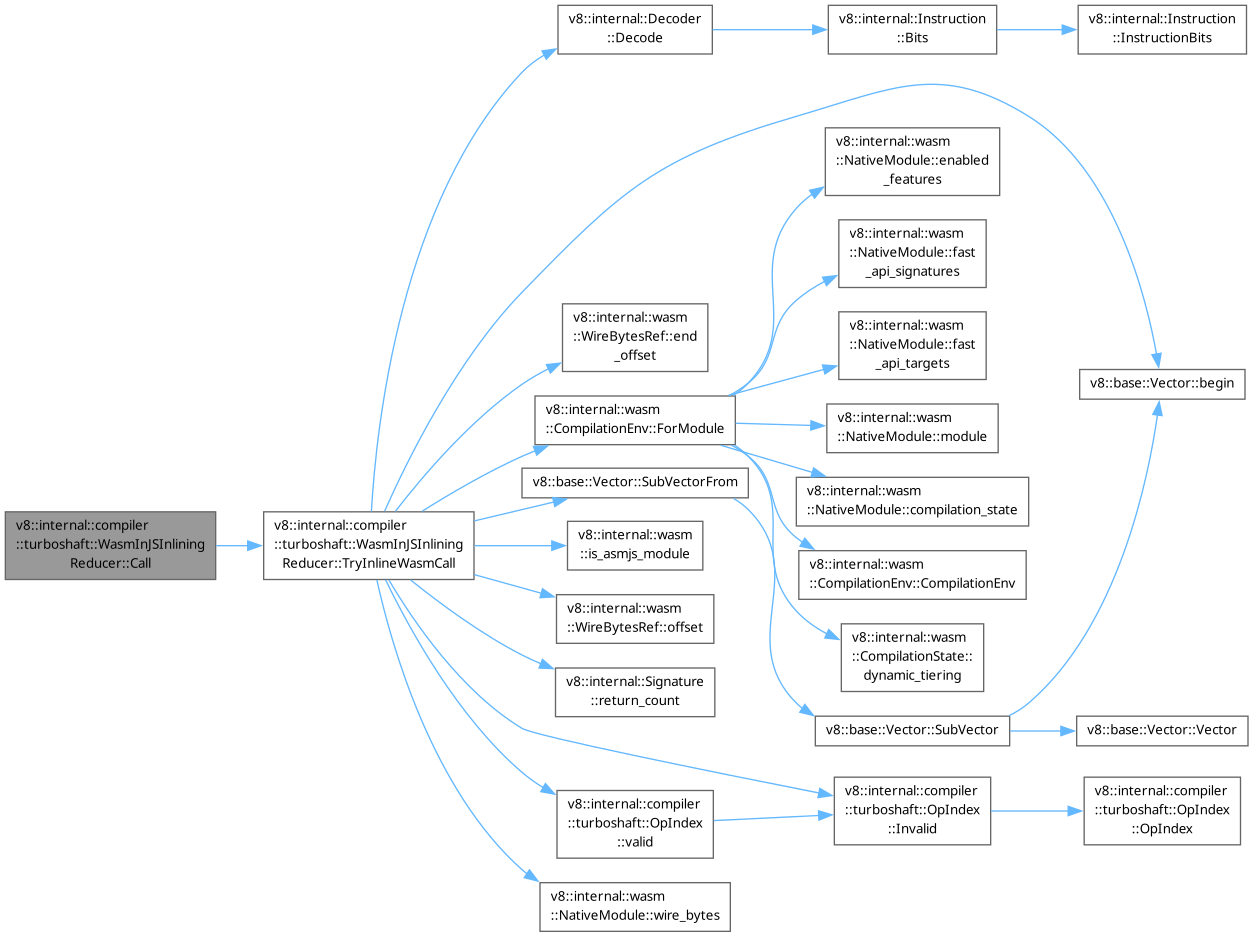 v8::internal::Decoder
::Decode
v8::internal::Instruction
::Bits
v8::internal::Instruction
::InstructionBits
v8::internal::wasm
::NativeModule::enabled
_features
v8::internal::wasm
::NativeModule::fast
_api_signatures
v8::internal::wasm
::WireBytesRef::end
_offset
v8::internal::wasm
::NativeModule::fast
_api_targets
v8::base::Vector::begin
v8::internal::wasm
::CompilationEnv::ForModule
v8::internal::wasm
::NativeModule::module
v8::base::Vector::SubVectorFrom
v8::internal::wasm
::NativeModule::compilation_state
v8::internal::compiler
::turboshaft::WasmInJSInlining
Reducer::Call
v8::internal::compiler
::turboshaft::WasmInJSInlining
Reducer::TryInlineWasmCall
v8::internal::wasm
::is_asmjs_module
v8::internal::wasm
::CompilationEnv::CompilationEnv
v8::internal::wasm
::WireBytesRef::offset
v8::internal::wasm
::CompilationState::
dynamic_tiering
v8::internal::Signature
::return_count
v8::base::Vector::SubVector
v8::base::Vector::Vector
v8::internal::compiler
::turboshaft::OpIndex
::valid
v8::internal::compiler
::turboshaft::OpIndex
::Invalid
v8::internal::compiler
::turboshaft::OpIndex
::OpIndex
v8::internal::wasm
::NativeModule::wire_bytes